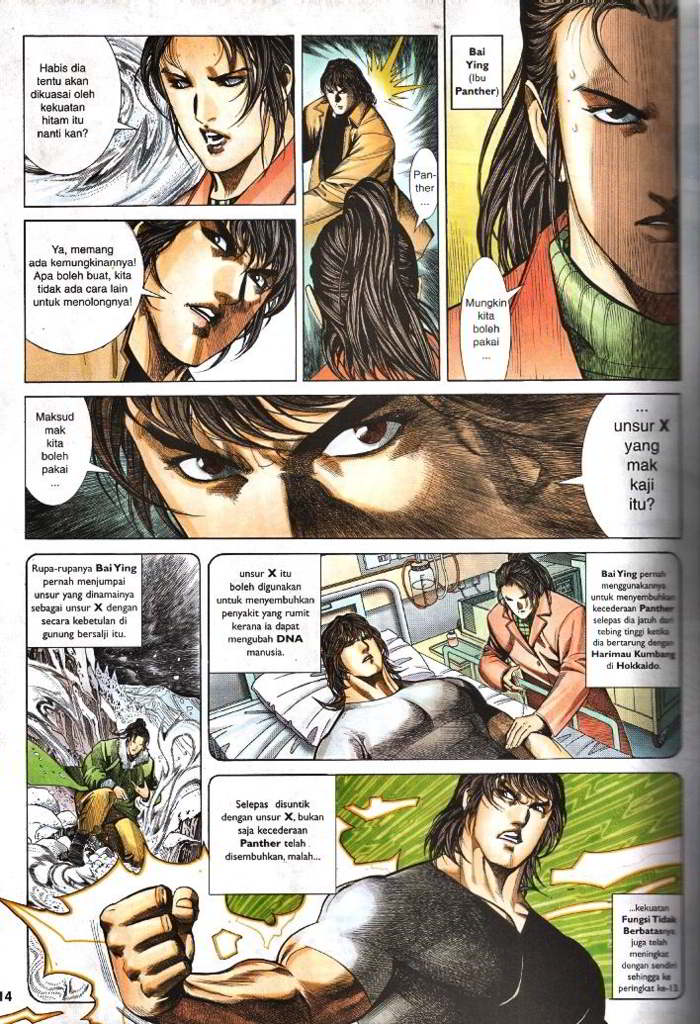 Habis dia
tentu akan
dikuasai oleh
kekuatan
hitam itu
nanti kan?
Pan-
ther
...
Bai
Ying
(Ibu
Panther)
Mungkin
kita
boleh
pakai
...
Ya, memang
ada kemungkinannya!
Apa boleh buat, kita
tidak ada cara lain
untuk menolongnya!
Maksud
mak
kita
boleh
pakai
...
...
unsur X
yang
mak
kaji
itu?
Rupa-rupanya Bai Ying
pernah menjumpai
unsur yang dinamainya
sebagai unsur X dengan
secara kebetulan di
gunung bersalji itu.
unsur X itu
boleh digunakan
untuk menyembuhkan
penyakit yang rumit
kerana ia dapat
mengubah DNA
manusia.
Bai Ying pernah
menggunakannya
untuk menyembuhkan
kecederaan Panther
selepas dia jatuh dari
tebing tinggi ketika
dia bertarung dengan
Harimau Kumbang
di Hokkaido.
Selepas disuntik
dengan unsur X, bukan
saja kecederaan
Panther telah
disembuhkan, malah...
...kekuatan
Fungsi Tidak
Berbatasnya
juga telah
meningkat
dengan sendiri
sehingga ke
peringkat ke-13.
14